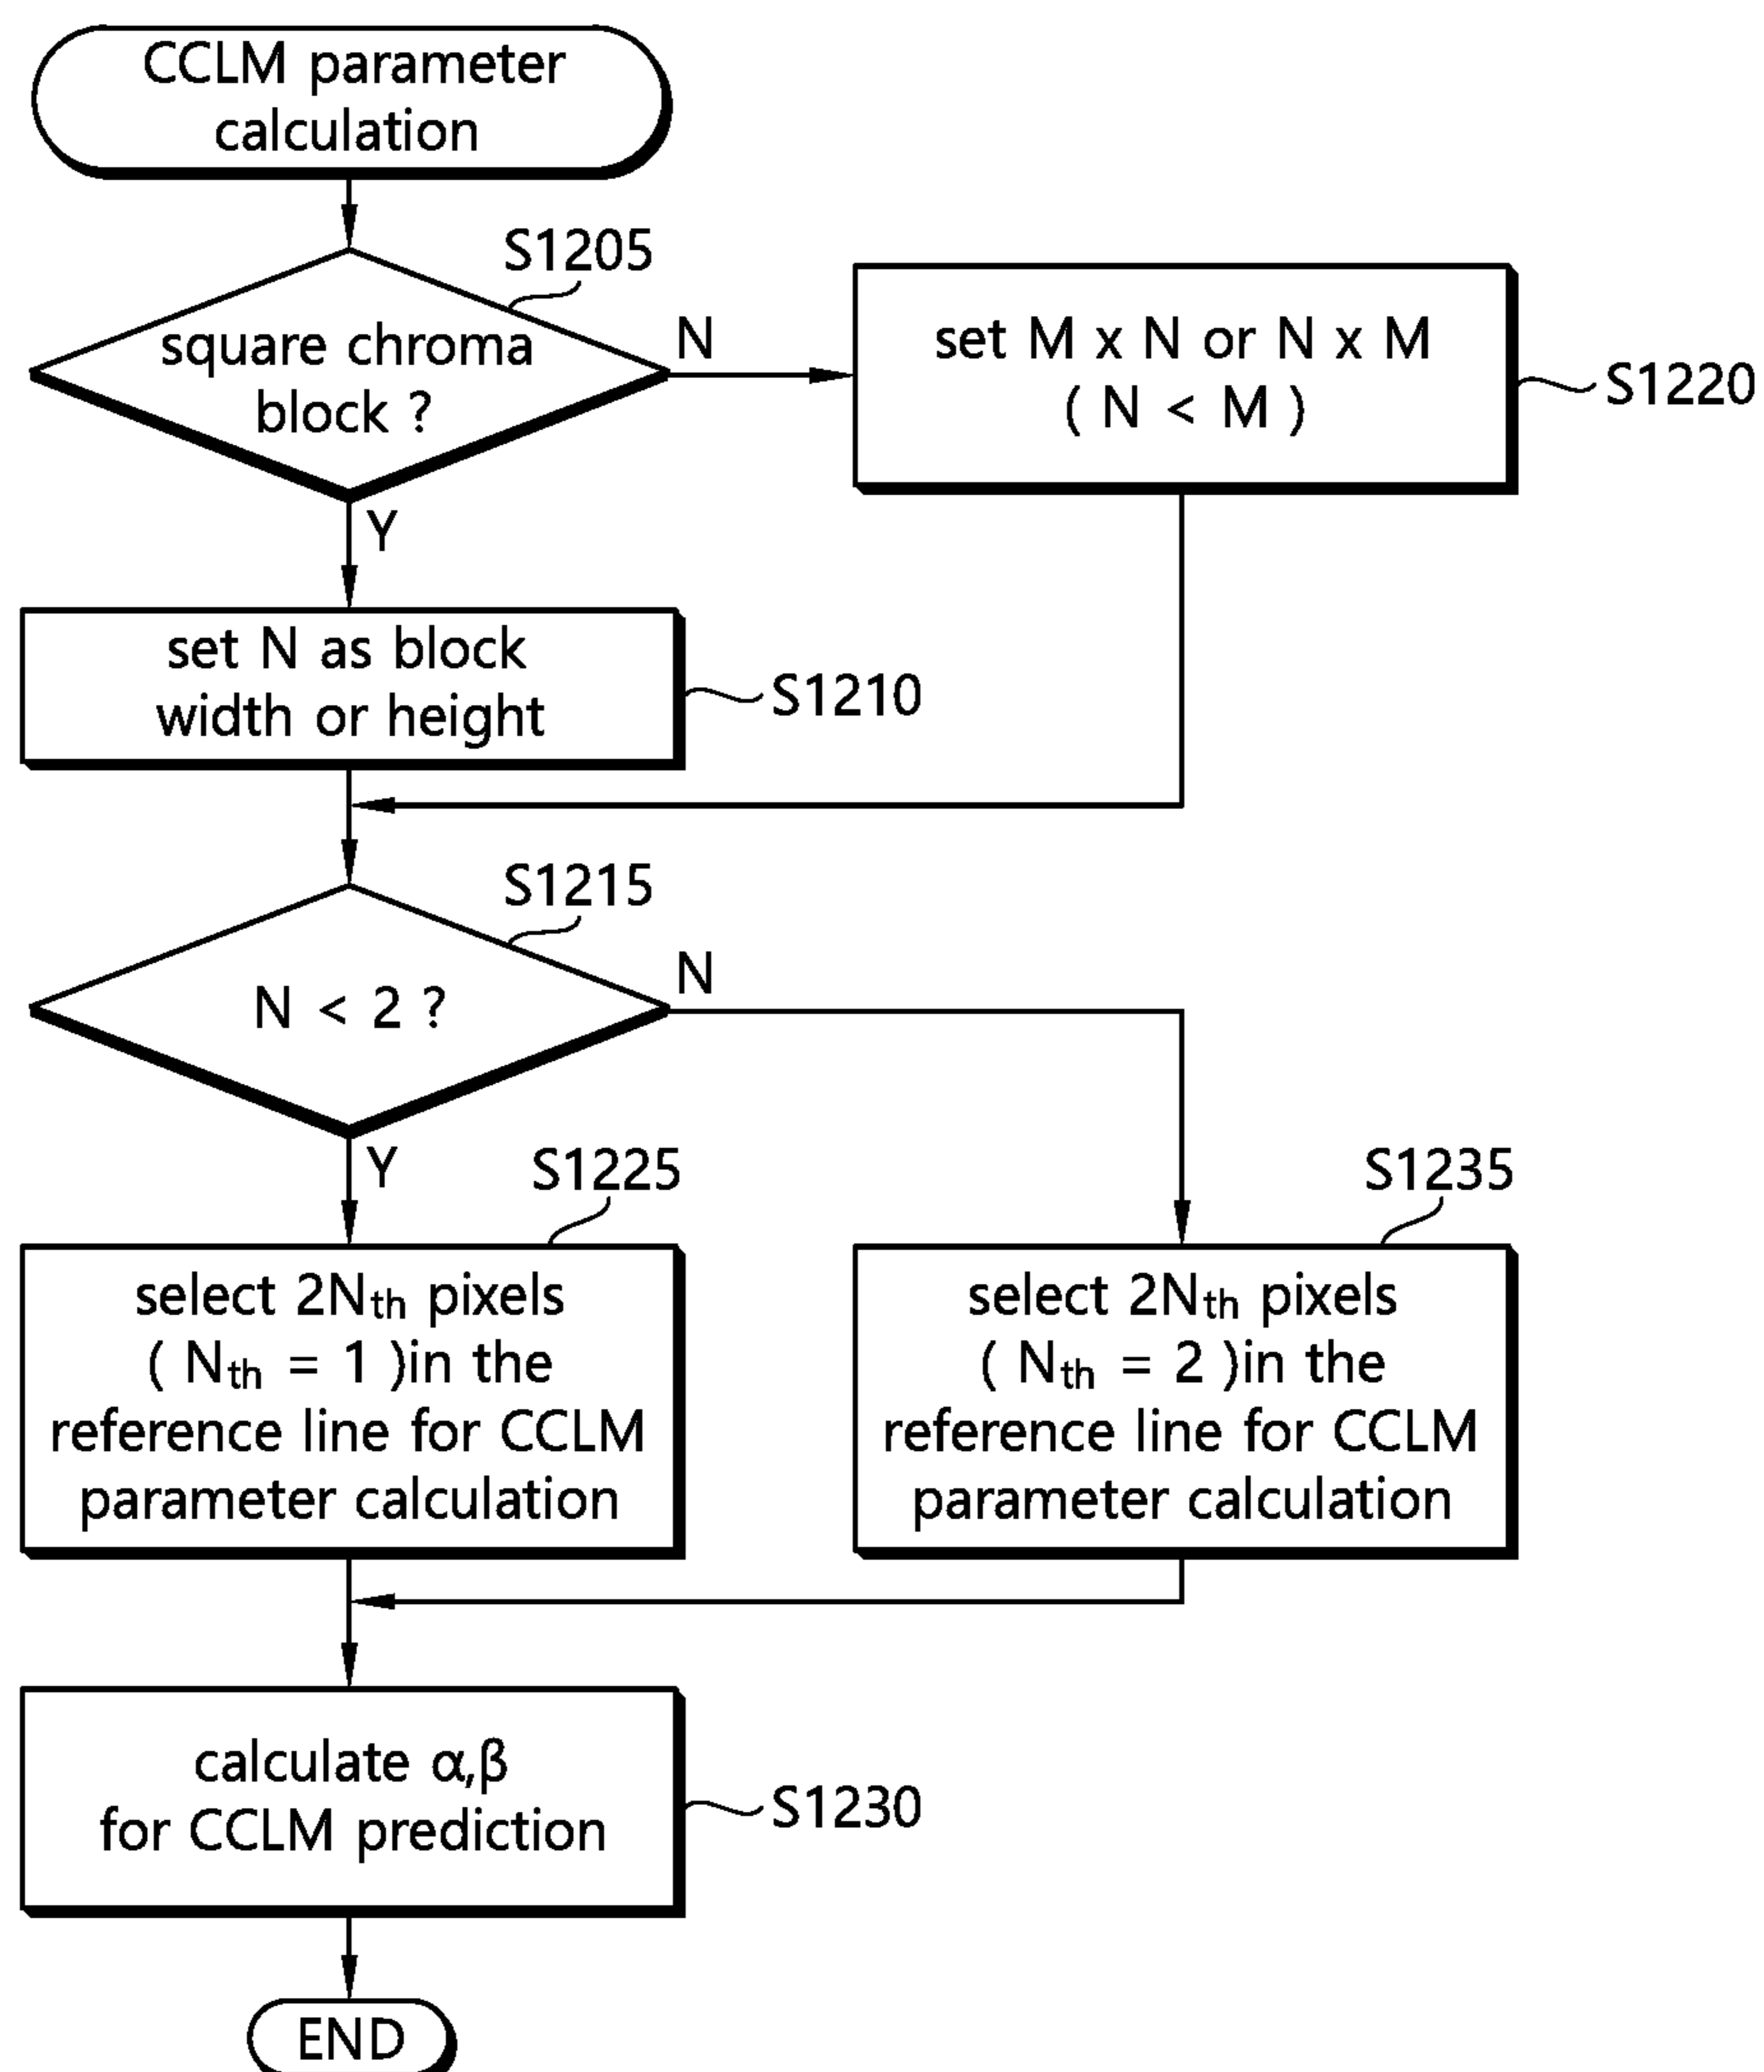 CCLM parameter
calculation
S1205
square chroma
block ?
N
set M x N or N x M
( N < M )
S1220
Y
set N as block
width or height
S1210
S1215
N < 2 ?
N
Y
S1225
select 2Nth pixels
( Nth = 1 )in the
reference line for CCLM
parameter calculation
S1235
select 2Nth pixels
( Nth = 2 )in the
reference line for CCLM
parameter calculation
calculate α,β
for CCLM prediction
S1230
END